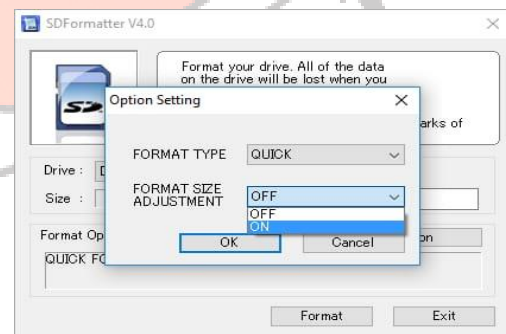 SDFormatter V4.0
Format your drive. All of the data
on the drive will be lost when you
SD
Option Setting
arks of
FORMAT TYPE QUICK
Drive :
FORMAT SIZE
ADJUSTMENT OFF
OFF
ON
Size :
Format Op
on
OK Cancel
QUICK FO
Format Exit